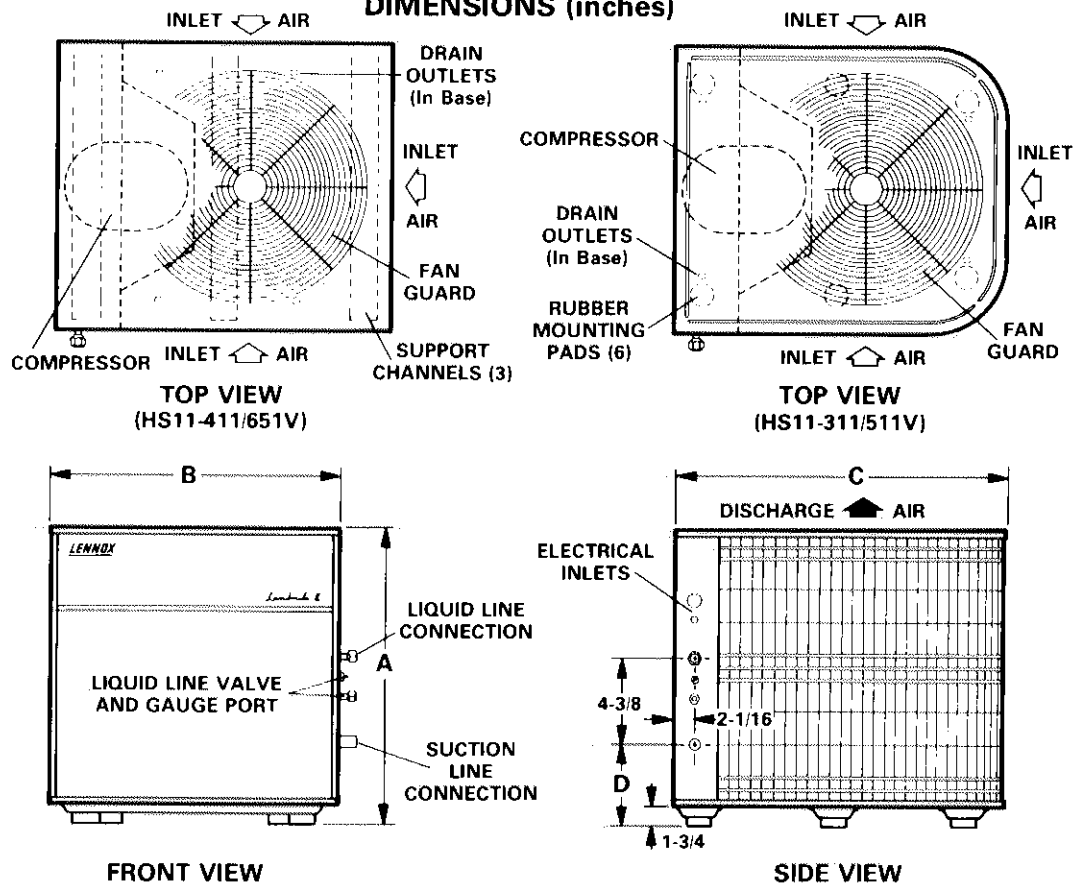 DIMENSIONS (inches)
INLET AIR
DRAIN
OUTLETS
(In Base)
INLET
AIR
FAN
GUARD
COMPRESSOR
INLET AIR
SUPPORT
CHANNELS (3)
TOP VIEW
(HS11-411/651V)
INLET AIR
COMPRESSOR
INLET
AIR
DRAIN
OUTLETS
(In Base)
RUBBER
MOUNTING
PADS (6)
INLET AIR
FAN
GUARD
TOP VIEW
(HS11-311/511V)
B
LENNOX
LIQUID LINE
CONNECTION
A
LIQUID LINE VALVE
AND GAUGE PORT
SUCTION
LINE
CONNECTION
FRONT VIEW
C
DISCHARGE AIR
ELECTRICAL
INLETS
4-3/8
2-1/16
D
1-3/4
SIDE VIEW